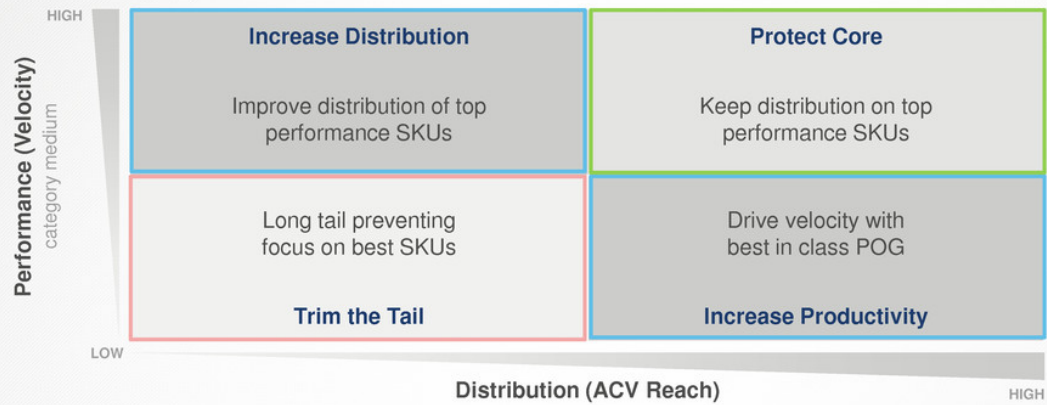 HIGH
Performance (Velocity)
category medium
Increase Distribution
Improve distribution of top
performance SKUs
Protect Core
Keep distribution on top
performance SKUs
Long tail preventing
focus on best SKUs
Trim the Tail
Drive velocity with
best in class POG
Increase Productivity
LOW
Distribution (ACV Reach)
HIGH